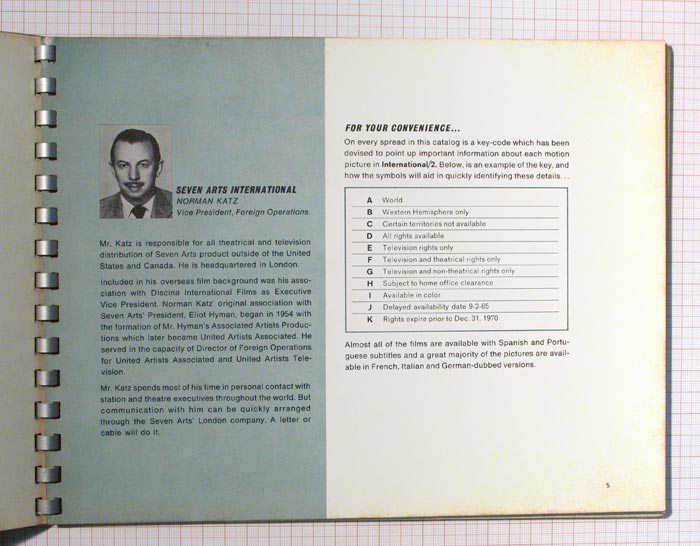 SEVEN ARTS INTERNATIONAL
NORMAN KATZ
Vice President, Foreign Operations.
Mr. Katz is responsible for all theatrical and television
distribution of Seven Arts product outside of the United
States and Canada. He is headquartered in London.
Included in his overseas film background was his asso-
ciation with Discina International Films as Executive
Vice President. Norman Katz' original association with
Seven Arts' President, Eliot Hyman, began in 1954 with
the formation of Mr. Hyman's Associated Artists Produc-
tions which later became United Artists Associated. He
served in the capacity of Director of Foreign Operations
for United Artists Associated and United Artists Tele-
vision.
Mr. Katz spends most of his time in personal contact with
station and theatre executives throughout the world. But
communication with him can be quickly arranged
through the Seven Arts' London company. A letter or
cable will do it.
FOR YOUR CONVENIENCE...
On every spread in this catalog is a key-code which has been
devised to point up important information about each motion
picture in International/2. Below, is an example of the key, and
how the symbols will aid in quickly identifying these details...
A World
B Western Hemisphere only
C Certain territories not available
D All rights available
E Television rights only
F Television and theatrical rights only
G Television and non-theatrical rights only
H Subject to home office clearance
I Available in color
J Delayed availability date 9-2-65
K Rights expire prior to Dec. 31, 1970
Almost all of the films are available with Spanish and Portu-
guese subtitles and a great majority of the pictures are avail-
able in French, Italian and German-dubbed versions.
5